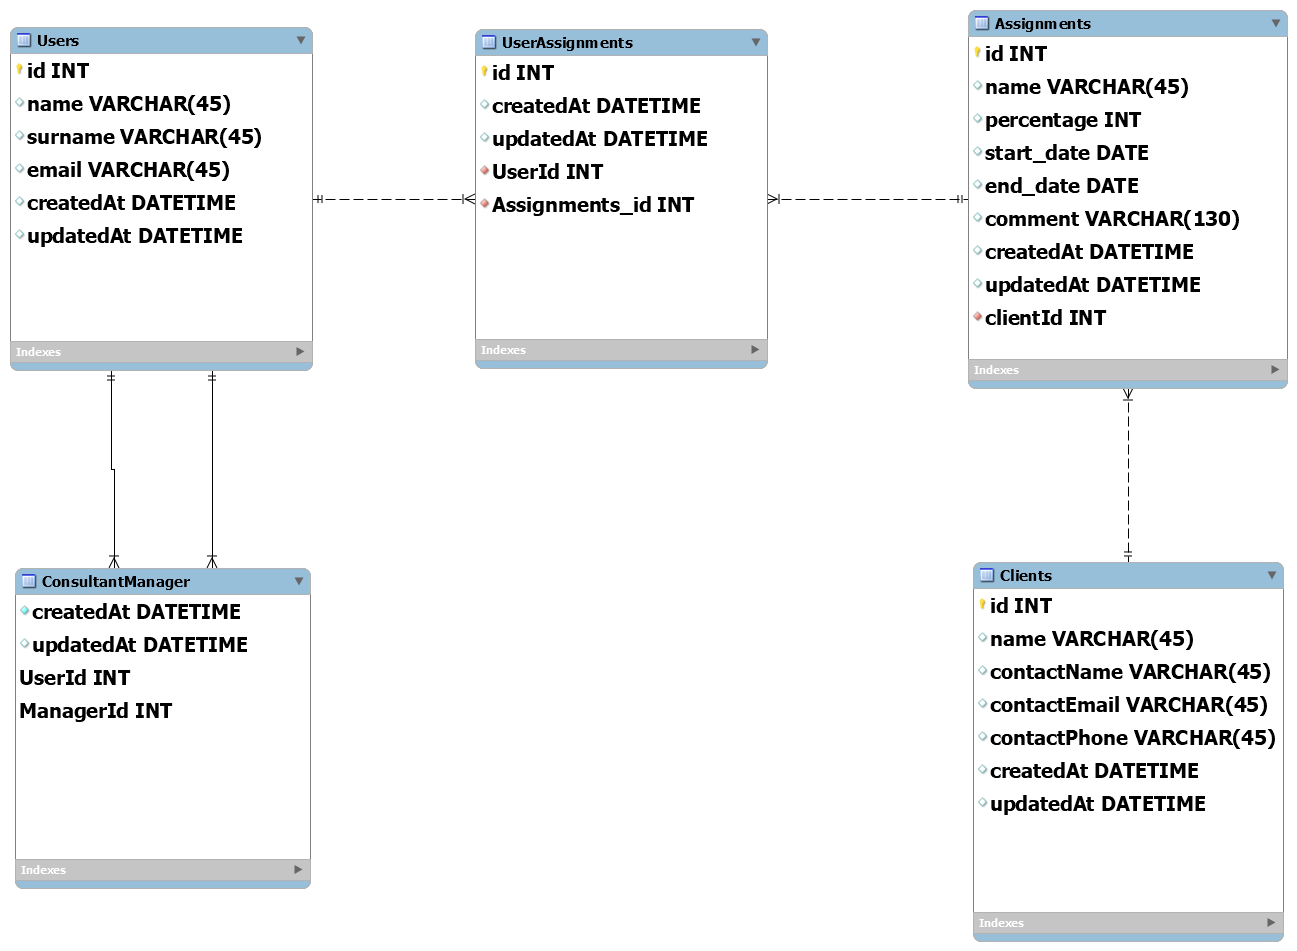 Users
id INT
name VARCHAR(45)
surname VARCHAR(45)
email VARCHAR(45)
createdAt DATETIME
updatedAt DATETIME
Indexes
UserAssignments
id INT
createdAt DATETIME
updatedAt DATETIME
UserId INT
Assignments_id INT
Indexes
Assignments
id INT
name VARCHAR(45)
percentage INT
start_date DATE
end_date DATE
comment VARCHAR(130)
createdAt DATETIME
updatedAt DATETIME
clientId INT
Indexes
ConsultantManager
createdAt DATETIME
updatedAt DATETIME
UserId INT
ManagerId INT
Indexes
Clients
id INT
name VARCHAR(45)
contactName VARCHAR(45)
contactEmail VARCHAR(45)
contactPhone VARCHAR(45)
createdAt DATETIME
updatedAt DATETIME
Indexes